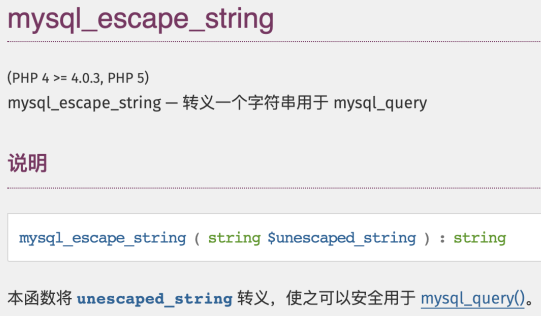 mysql_escape_string
(PHP 4 >= 4.0.3, PHP 5)
mysql_escape_string — 转义一个字符串用于 mysql_query
说明
mysql_escape_string ( string $unescaped_string ) : string
本函数将 unescaped_string 转义，使之可以安全用于 mysql_query()。